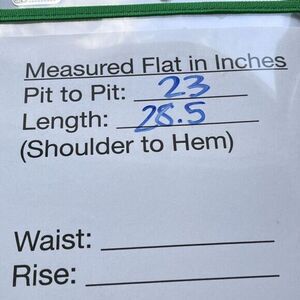 Measured Flat in Inches
Pit to Pit: 23
Length: 28.5
(Shoulder to Hem)
Waist:
Rise: